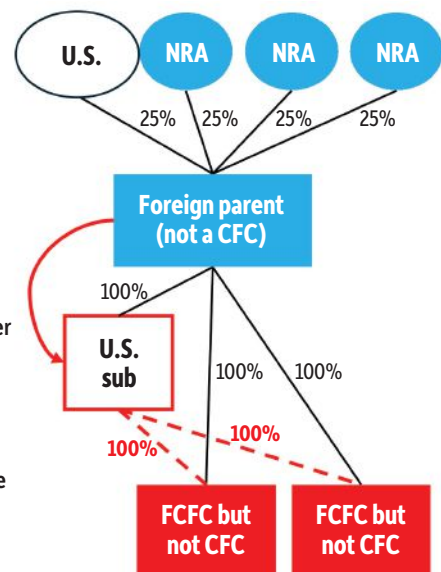 U.S.
NRA
NRA
NRA
25%
25%
25%
25%
Foreign parent
(not a CFC)
100%
er
U.S.
sub
100%
100%
100%
100%
e
FCFC but
not CFC
FCFC but
not CFC